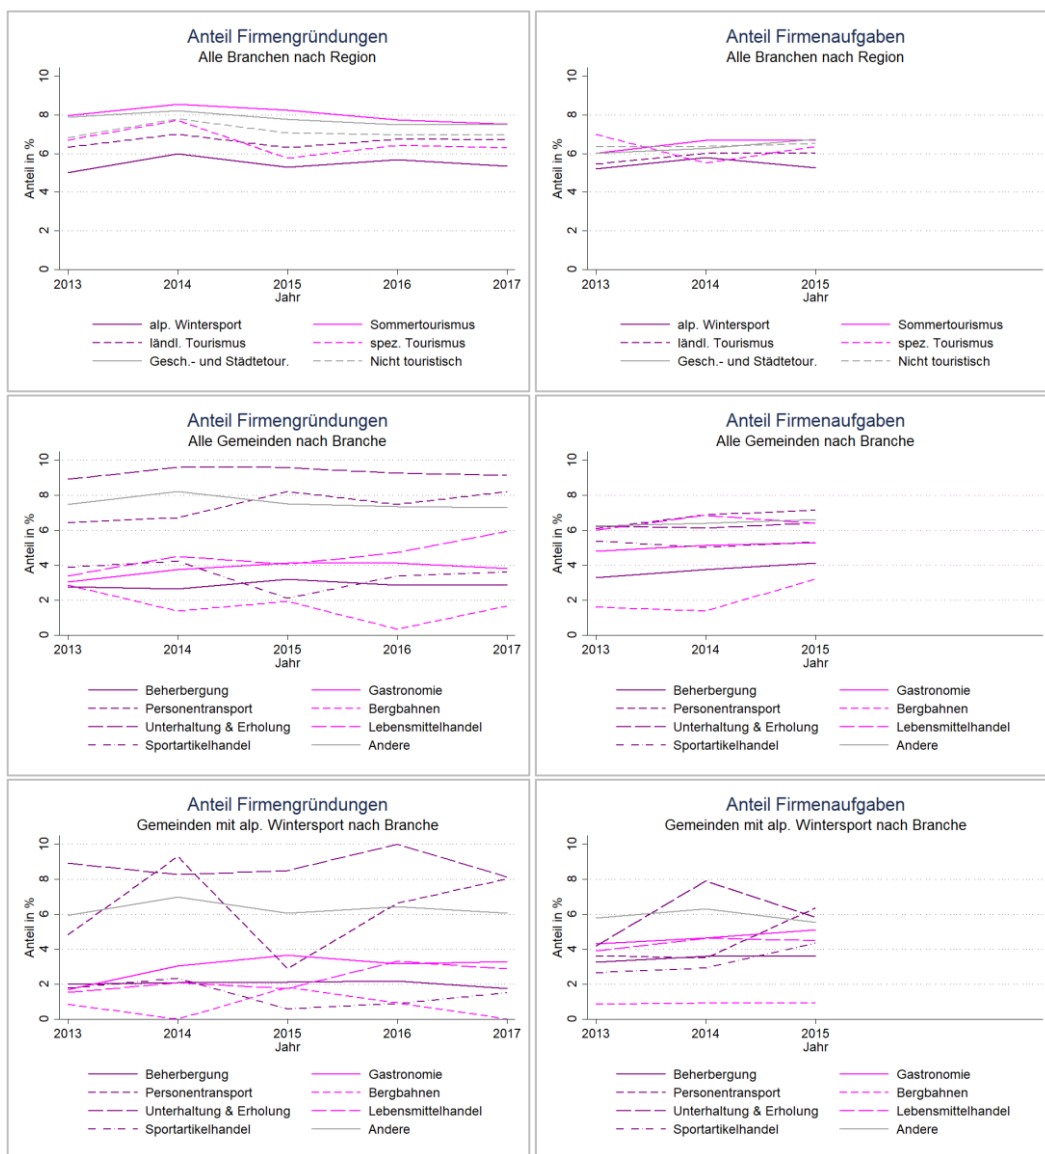 Anteil Firmengründungen
Alle Branchen nach Region
Anteil in %
10
8
6
4
2
0
2013 2014 2015 2016 2017
Jahr
alp. Wintersport Sommertourismus
ländl. Tourismus spez. Tourismus
Gesch.- und Städtetour. Nicht touristisch
Anteil Firmenaufgaben
Alle Branchen nach Region
Anteil in %
10
8
6
4
2
0
2013 2014 2015
Jahr
alp. Wintersport Sommertourismus
ländl. Tourismus spez. Tourismus
Gesch.- und Städtetour. Nicht touristisch
Anteil Firmengründungen
Alle Gemeinden nach Branche
Anteil in %
10
8
6
4
2
0
2013 2014 2015 2016 2017
Jahr
Beherbergung Gastronomie
Personentransport Bergbahnen
Unterhaltung & Erholung Lebensmittelhandel
Sportartikelhandel Andere
Anteil Firmenaufgaben
Alle Gemeinden nach Branche
Anteil in %
10
8
6
4
2
0
2013 2014 2015
Jahr
Beherbergung Gastronomie
Personentransport Bergbahnen
Unterhaltung & Erholung Lebensmittelhandel
Sportartikelhandel Andere
Anteil Firmengründungen
Gemeinden mit alp. Wintersport nach Branche
Anteil in %
10
8
6
4
2
0
2013 2014 2015 2016 2017
Jahr
Beherbergung Gastronomie
Personentransport Bergbahnen
Unterhaltung & Erholung Lebensmittelhandel
Sportartikelhandel Andere
Anteil Firmenaufgaben
Gemeinden mit alp. Wintersport nach Branche
Anteil in %
10
8
6
4
2
0
2013 2014 2015
Jahr
Beherbergung Gastronomie
Personentransport Bergbahnen
Unterhaltung & Erholung Lebensmittelhandel
Sportartikelhandel Andere